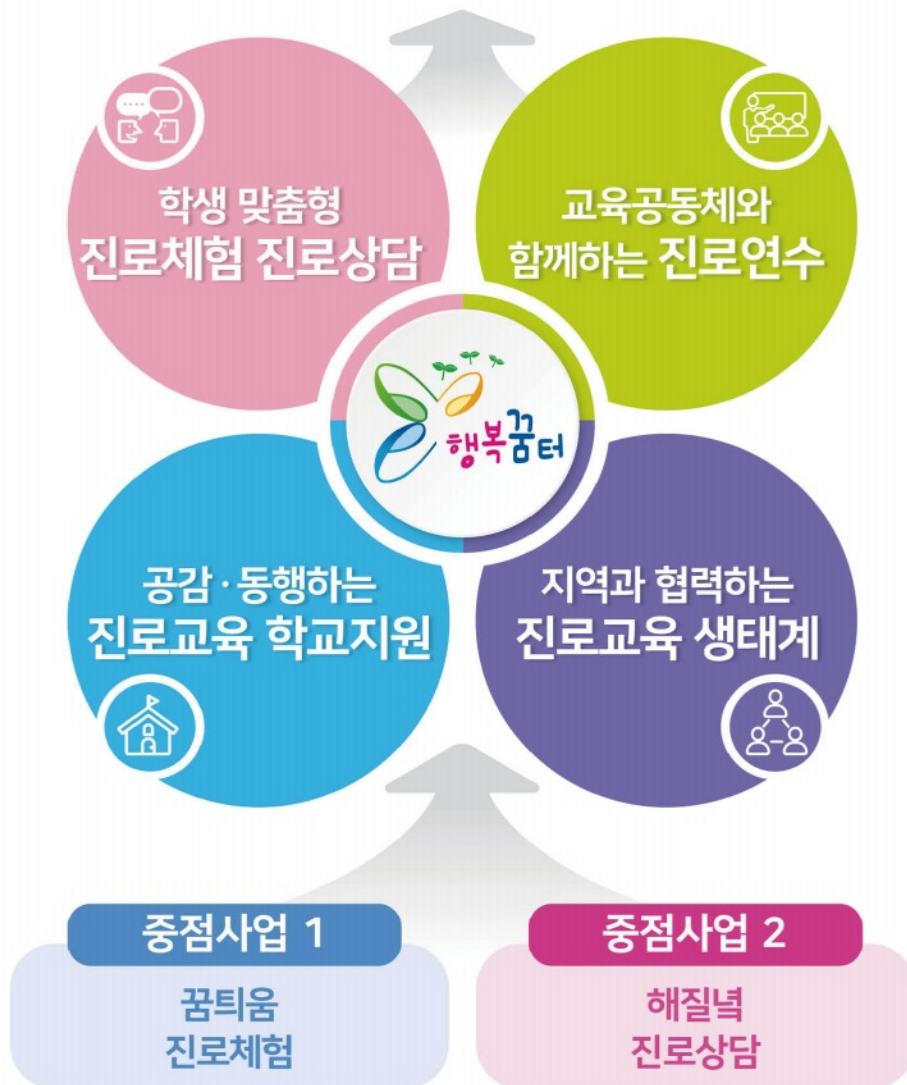 학생 맞춤형
진로체험 진로상담
교육공동체와
함께하는 진로연수
행복꿈터
공감·동행하는
진로교육 학교지원
지역과 협력하는
진로교육 생태계
중점사업 1
꿈틔움
진로체험
중점사업 2
해질녘
진로상담